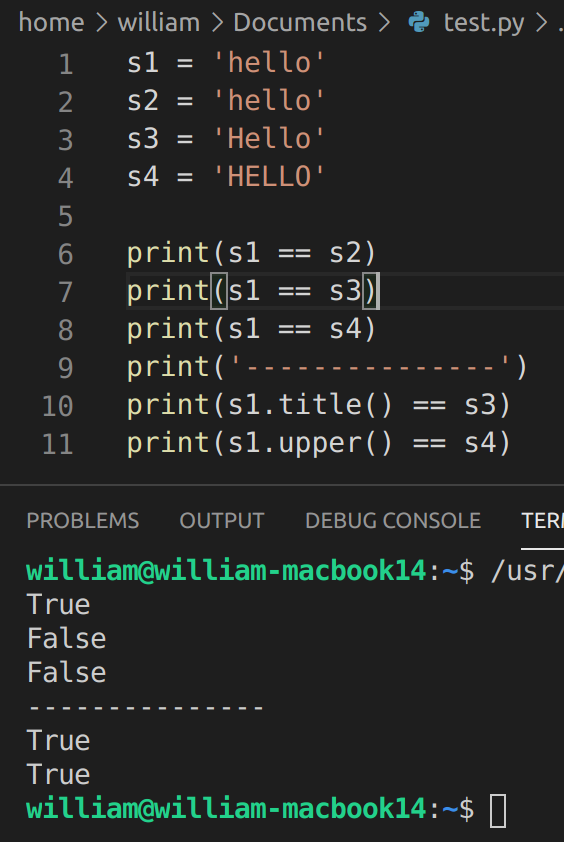 home > william > Documents > test.py > .
1 s1 = 'hello'
2 s2 = 'hello'
3 s3 = 'Hello'
4 s4 = 'HELLO'
5
6 print(s1 == s2)
7 print(s1 == s3)
8 print(s1 == s4)
9 print('---------------')
10 print(s1.title() == s3)
11 print(s1.upper() == s4)
PROBLEMS OUTPUT DEBUG CONSOLE TERM
william@william-macbook14:~$ /usr/
True
False
False
---------------
True
True
william@william-macbook14:~$